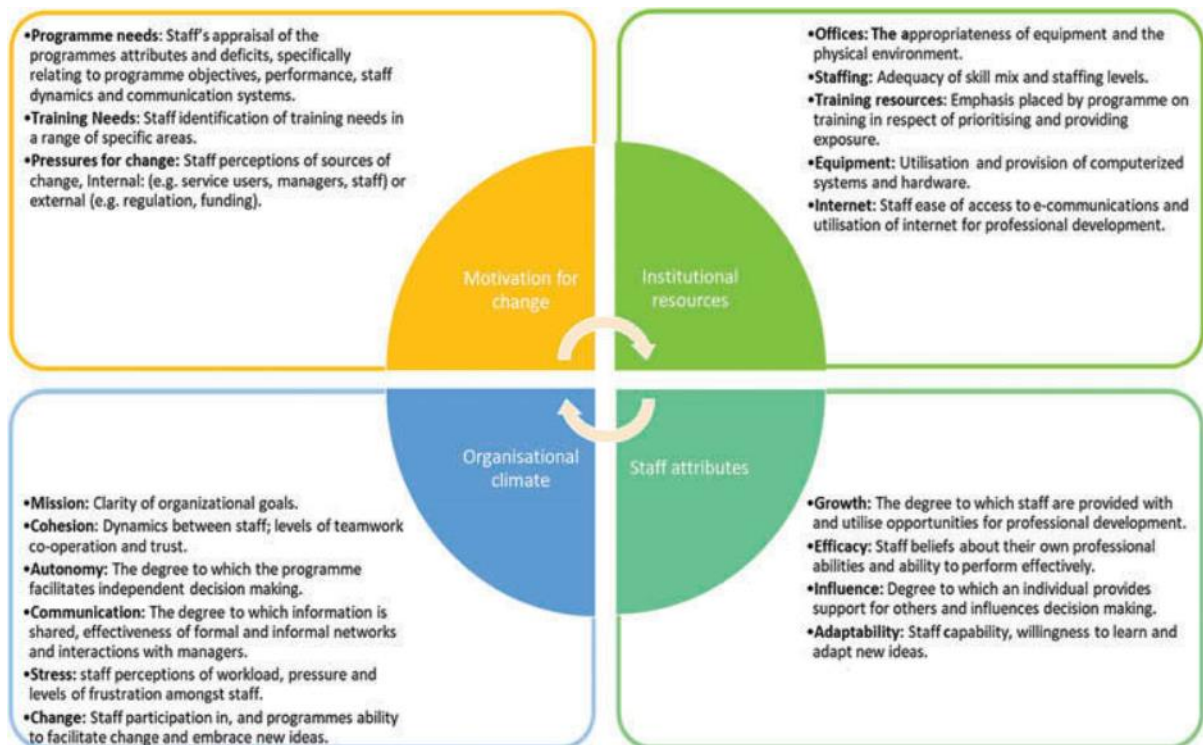 •Programme needs: Staff's appraisal of the
programmes attributes and deficits, specifically
relating to programme objectives, performance, staff
dynamics and communication systems.
•Training Needs: Staff identification of training needs in
a range of specific areas.
•Pressures for change: Staff perceptions of sources of
change, Internal: (e.g. service users, managers, staff) or
external (e.g. regulation, funding).
•Offices: The appropriateness of equipment and the
physical environment.
•Staffing: Adequacy of skill mix and staffing levels.
•Training resources: Emphasis placed by programme on
training in respect of prioritising and providing
exposure.
•Equipment: Utilisation and provision of computerized
systems and hardware.
•Internet: Staff ease of access to e-communications and
utilisation of internet for professional development.
Motivation for
change
Institutional
resources
Organisational
climate
Staff attributes
•Mission: Clarity of organizational goals.
•Cohesion: Dynamics between staff; levels of teamwork
co-operation and trust.
•Autonomy: The degree to which the programme
facilitates independent decision making.
•Communication: The degree to which information is
shared, effectiveness of formal and informal networks
and interactions with managers.
•Stress: staff perceptions of workload, pressure and
levels of frustration amongst staff.
•Change: Staff participation in, and programmes ability
to facilitate change and embrace new ideas.
•Growth: The degree to which staff are provided with
and utilise opportunities for professional development.
•Efficacy: Staff beliefs about their own professional
abilities and ability to perform effectively.
•Influence: Degree to which an individual provides
support for others and influences decision making.
•Adaptability: Staff capability, willingness to learn and
adapt new ideas.